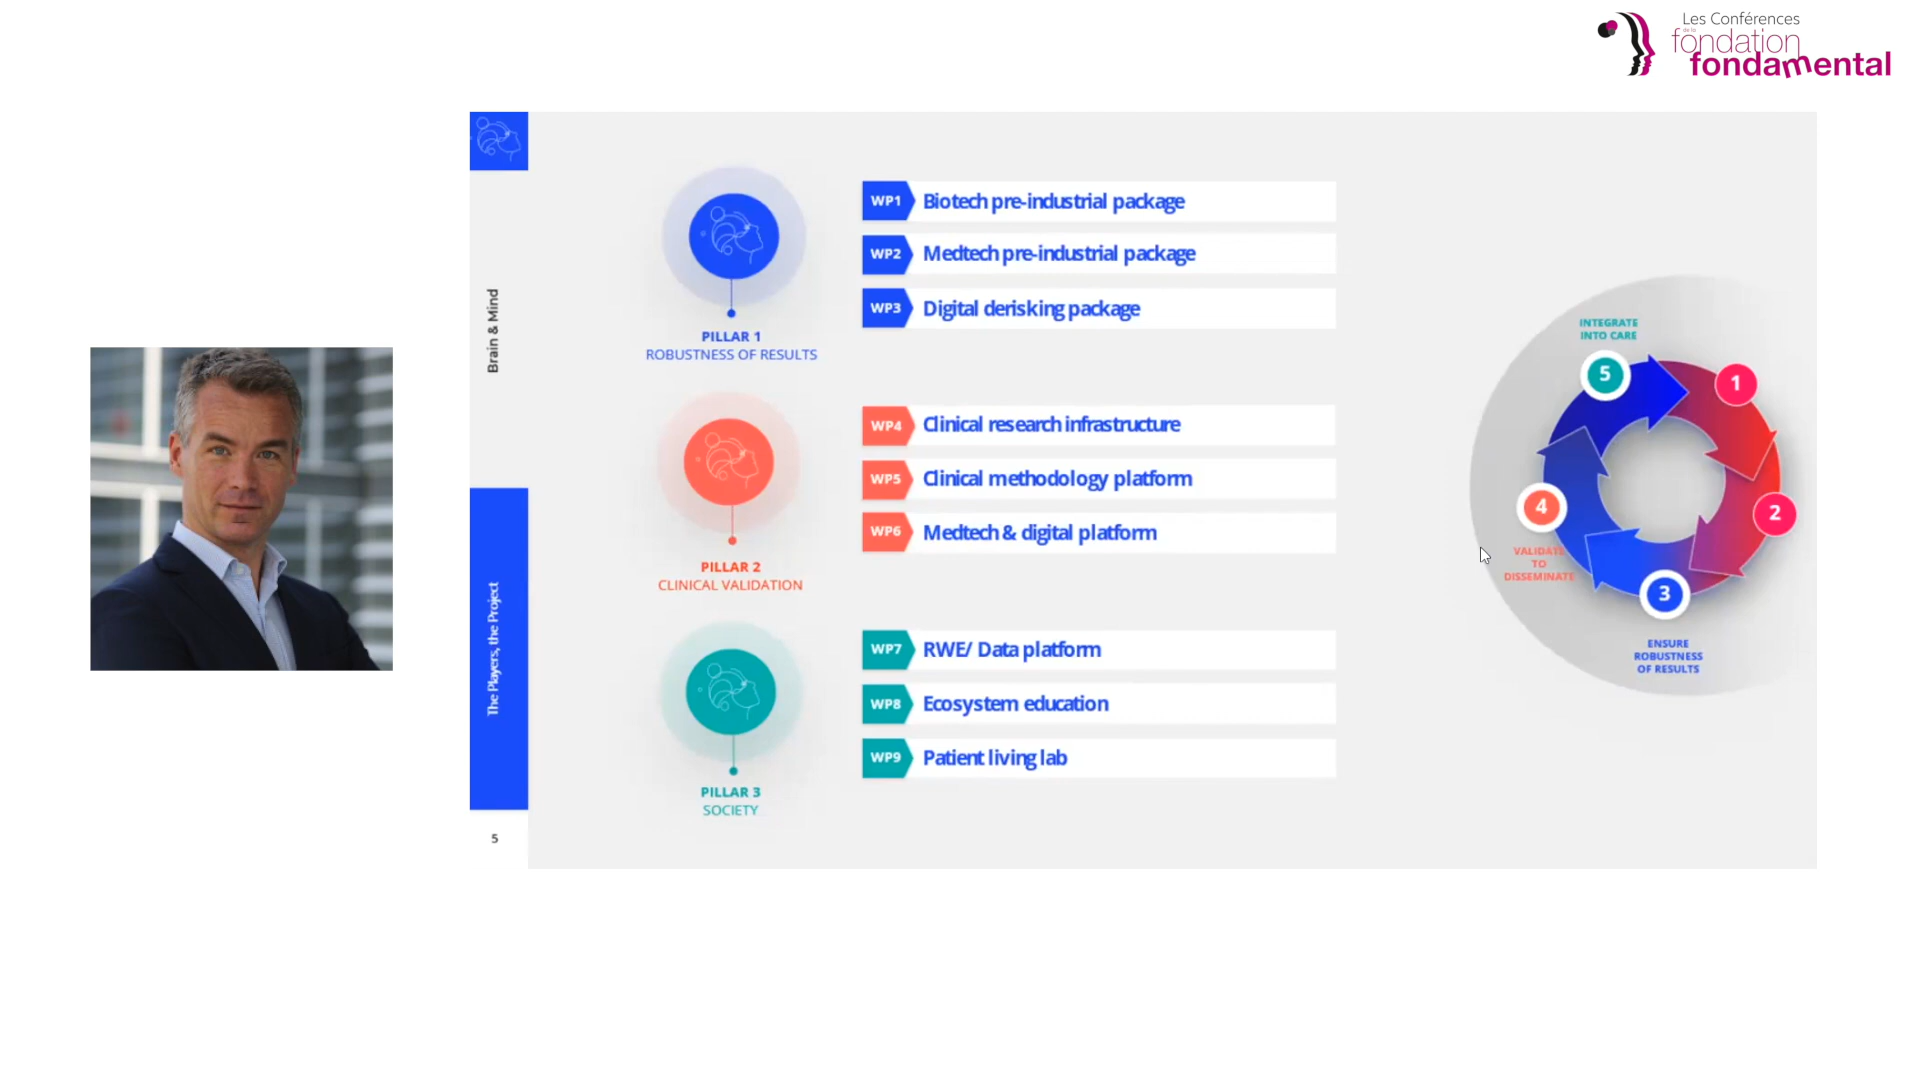 Les Conférences
de la
fondation
fondamental
Brain & Mind
The Players, the Project
5
PILLAR 1
ROBUSTNESS OF RESULTS
WP1 Biotech pre-industrial package
WP2 Medtech pre-industrial package
WP3 Digital derisking package
PILLAR 2
CLINICAL VALIDATION
WP4 Clinical research infrastructure
WP5 Clinical methodology platform
WP6 Medtech & digital platform
PILLAR 3
SOCIETY
WP7 RWE/ Data platform
WP8 Ecosystem education
WP9 Patient living lab
INTEGRATE
INTO CARE
5
1
4
2
VALIDATE
TO
DISSEMINATE
3
ENSURE
ROBUSTNESS
OF RESULTS